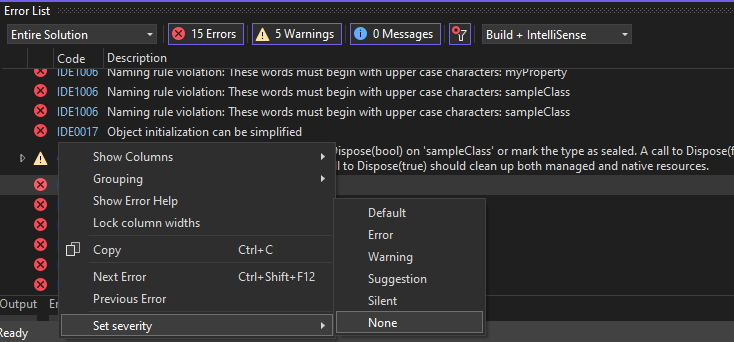 Error List
Entire Solution
15 Errors
5 Warnings
0 Messages
Build + IntelliSense
Code Description
IDE1006 Naming rule violation: These words must begin with upper case characters: myProperty
IDE1006 Naming rule violation: These words must begin with upper case characters: sampleClass
IDE1006 Naming rule violation: These words must begin with upper case characters: sampleClass
IDE0017 Object initialization can be simplified
Dispose(bool) on 'sampleClass' or mark the type as sealed. A call to Dispose(f
ll to Dispose(true) should clean up both managed and native resources.
Show Columns
Grouping
Show Error Help
Lock column widths
Copy Ctrl+C
Next Error Ctrl+Shift+F12
Previous Error
Set severity
Default
Error
Warning
Suggestion
Silent
None
Output
Ready